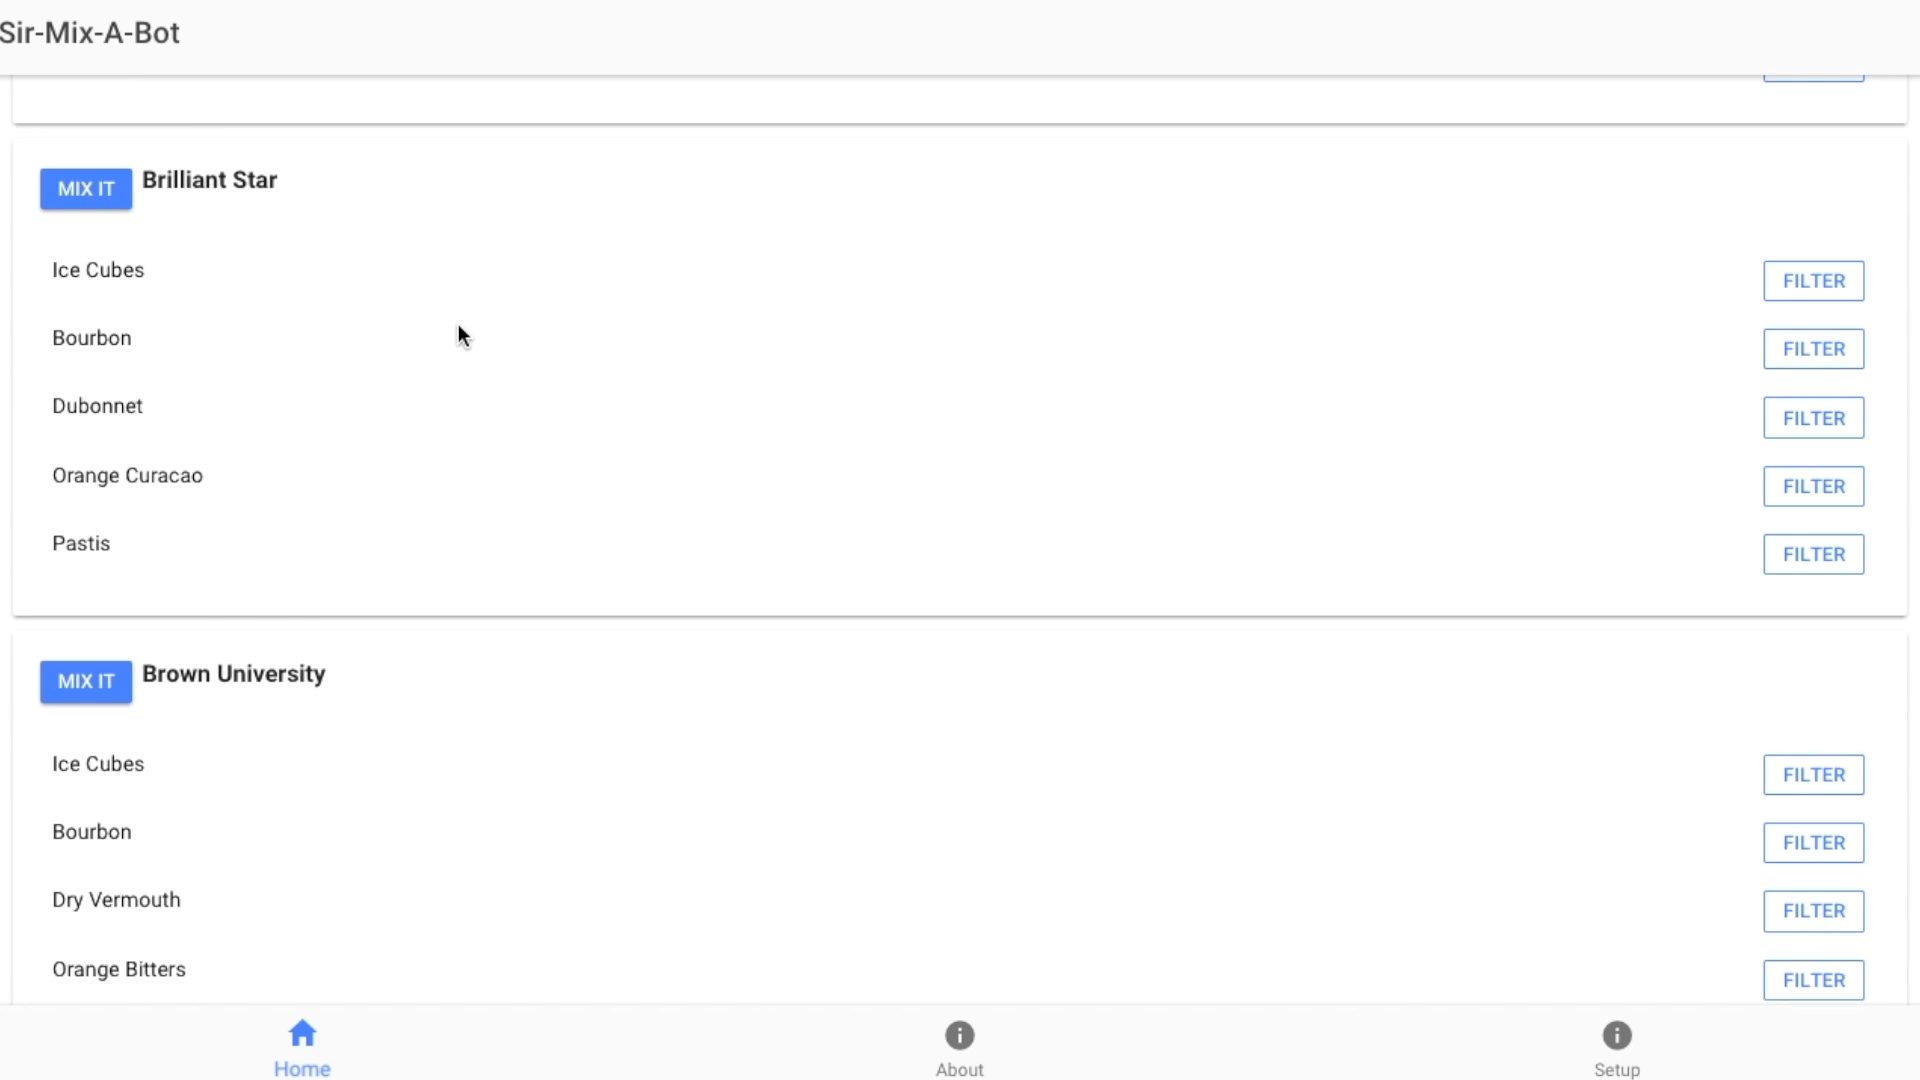 Sir-Mix-A-Bot
MIX IT Brilliant Star
Ice Cubes FILTER
Bourbon FILTER
Dubonnet FILTER
Orange Curacao FILTER
Pastis FILTER
MIX IT Brown University
Ice Cubes FILTER
Bourbon FILTER
Dry Vermouth FILTER
Orange Bitters FILTER
Home About Setup